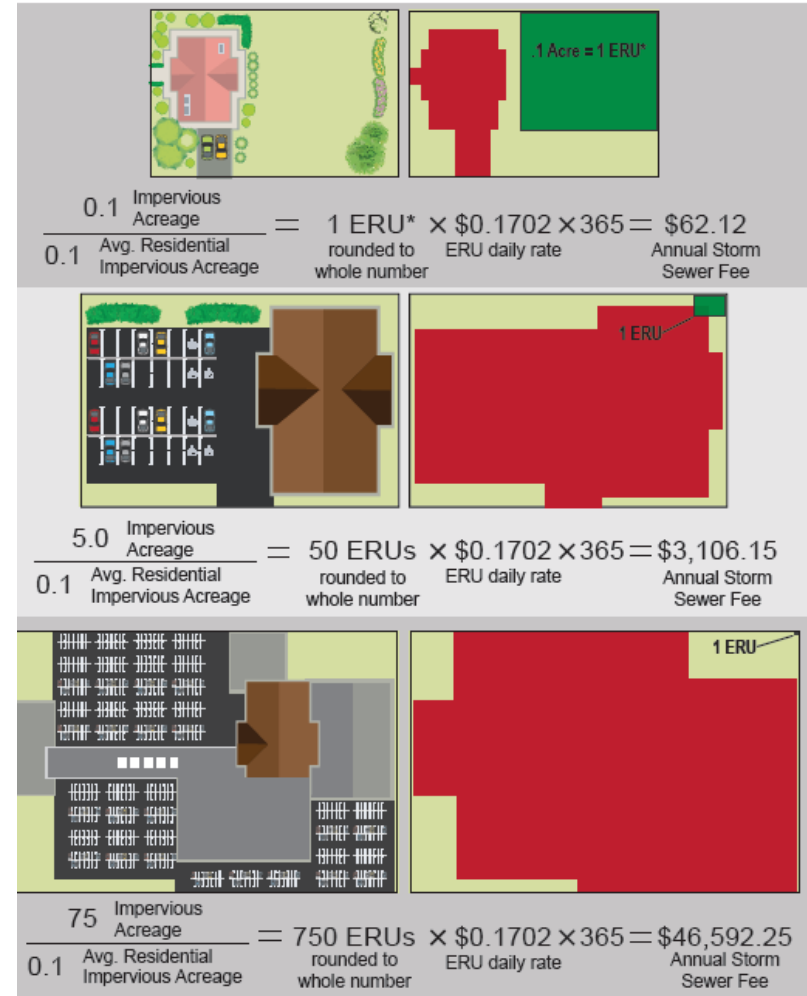 .1 Acre = 1 ERU*
0.1 Impervious Acreage = 1 ERU* × $0.1702 × 365 = $62.12
0.1 Avg. Residential Impervious Acreage
rounded to whole number
ERU daily rate
Annual Storm Sewer Fee
1 ERU
5.0 Impervious Acreage = 50 ERUs × $0.1702 × 365 = $3,106.15
0.1 Avg. Residential Impervious Acreage
rounded to whole number
ERU daily rate
Annual Storm Sewer Fee
1 ERU
75 Impervious Acreage = 750 ERUs × $0.1702 × 365 = $46,592.25
0.1 Avg. Residential Impervious Acreage
rounded to whole number
ERU daily rate
Annual Storm Sewer Fee